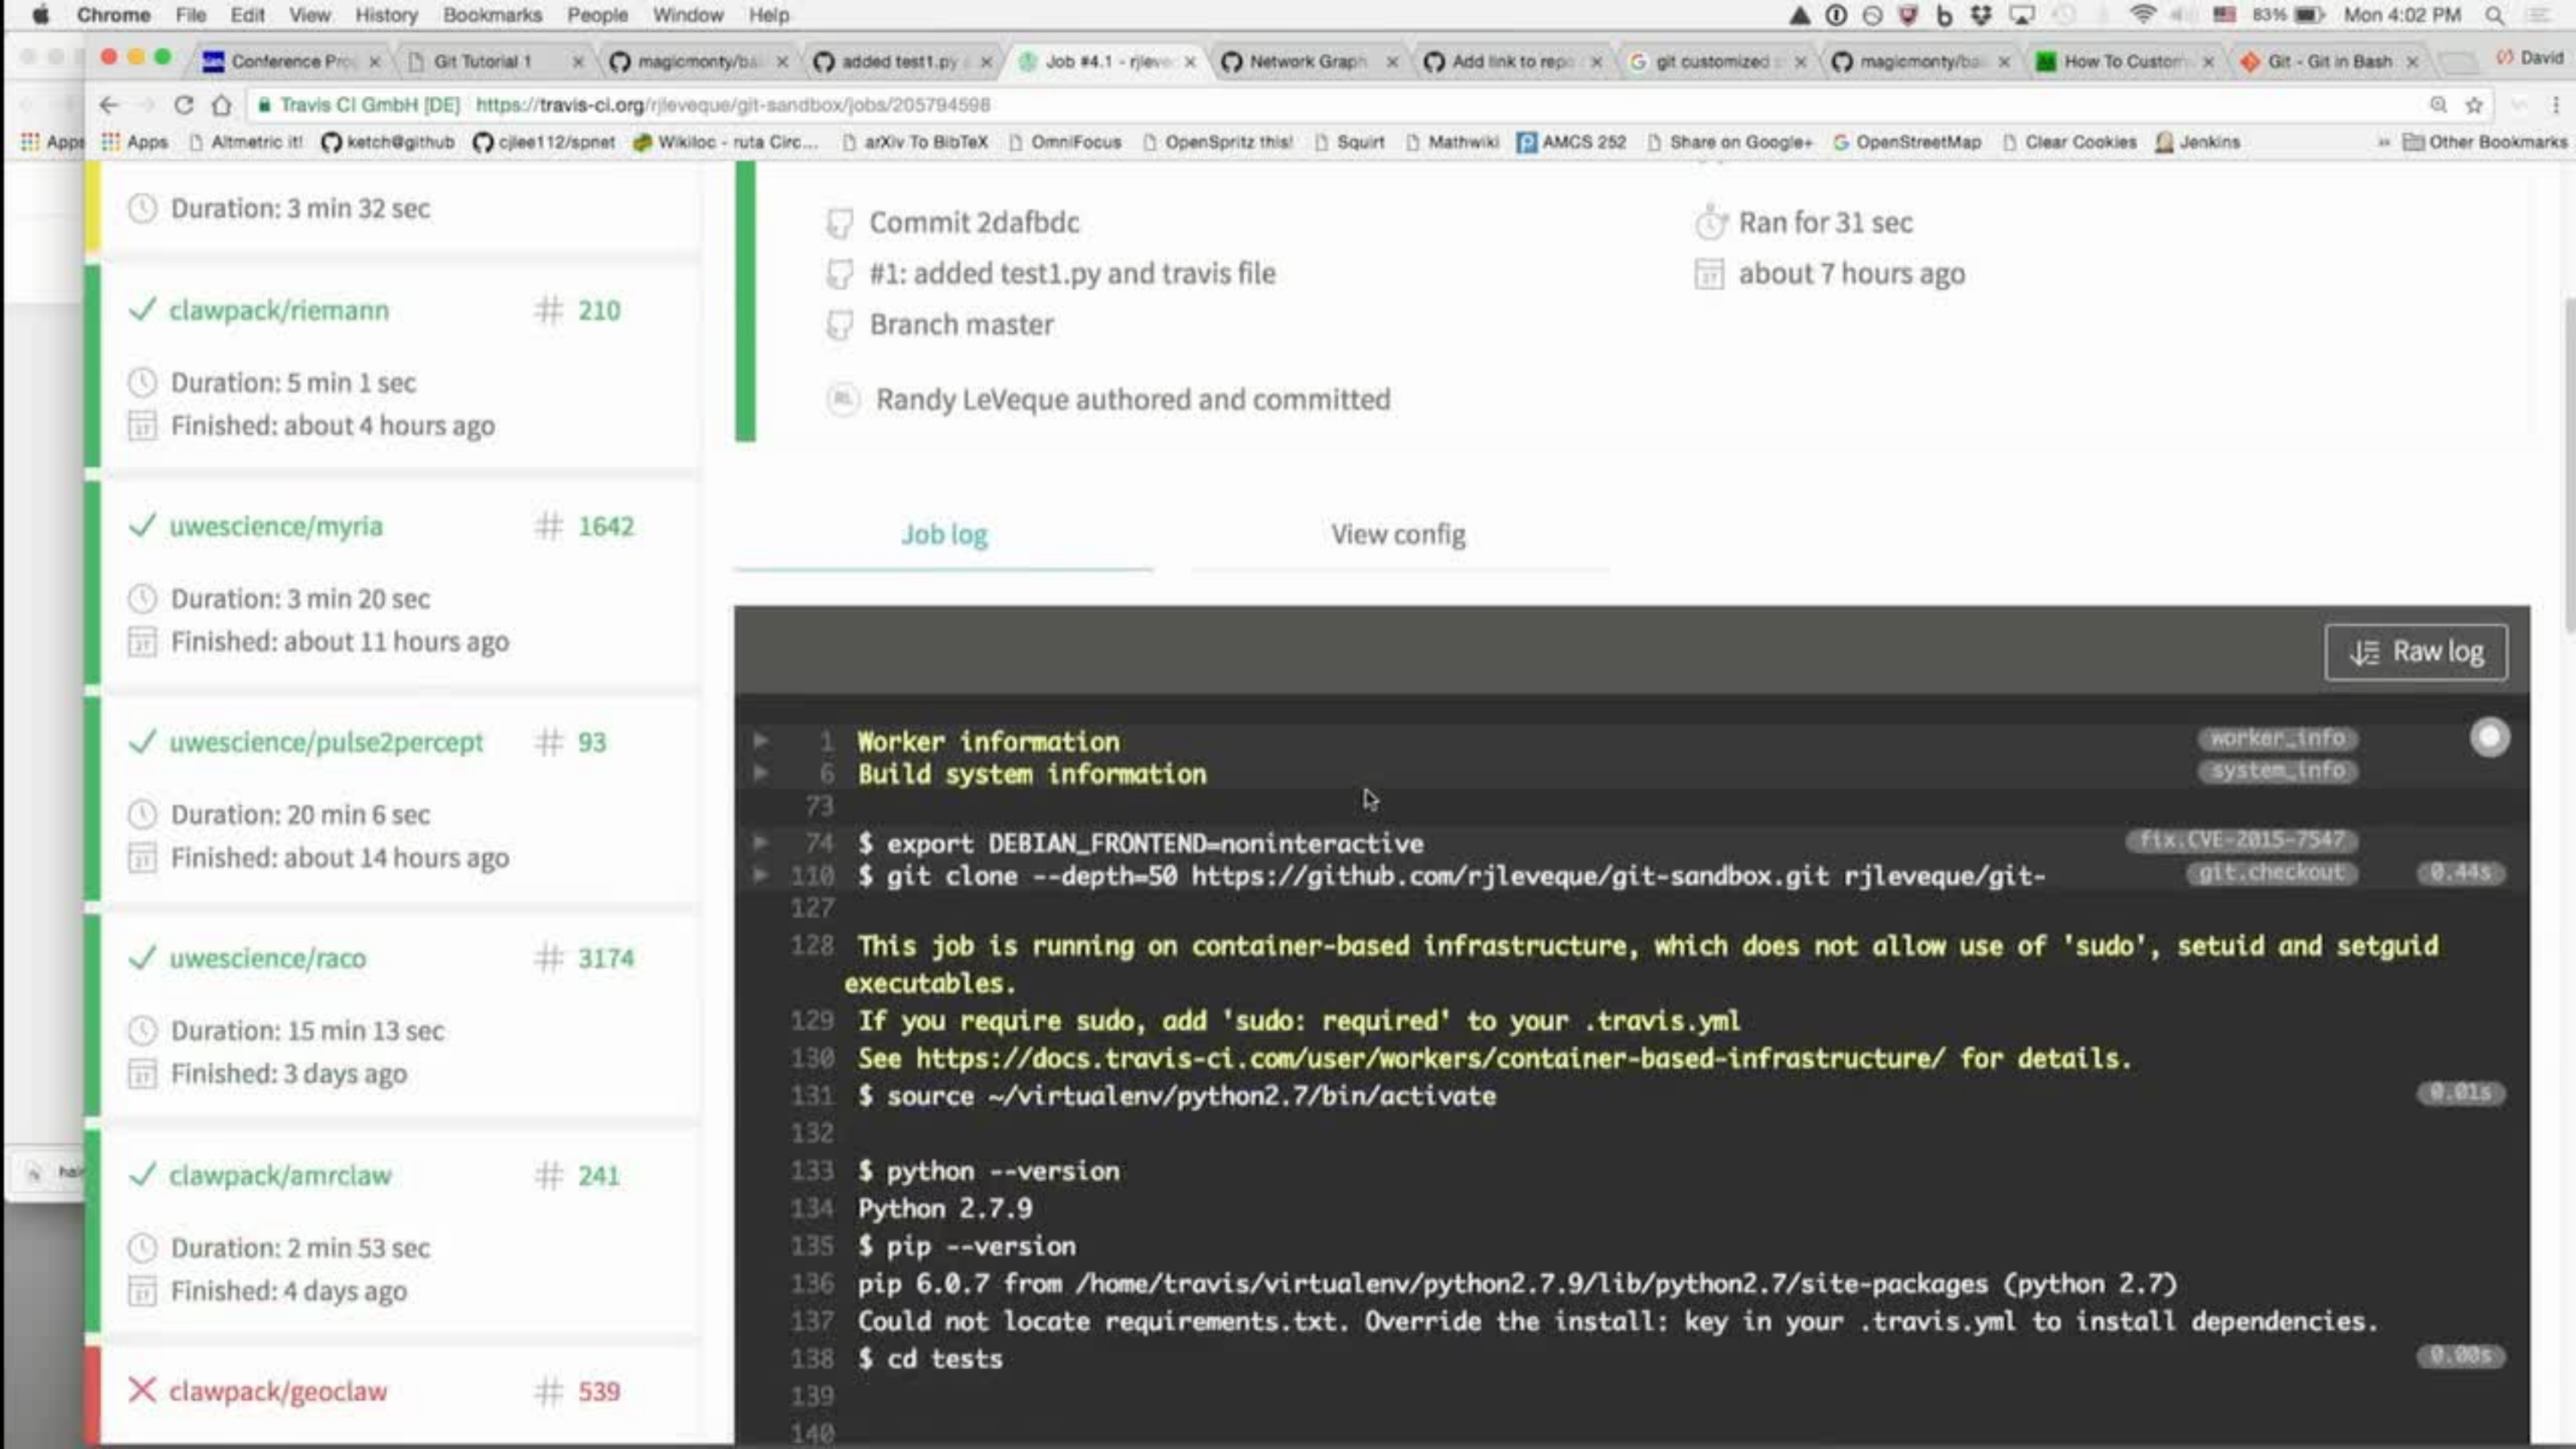 Chrome File Edit View History Bookmarks People Window Help
83% Mon 4:02 PM
Conference Pro
Git Tutorial 1
magicmonty/ba
added test1.py
Job #4.1 - rjleve
Network Graph
Add link to repo
git customized
magicmonty/ba
How To Custom
Git - Git in Bash
David
Travis CI GmbH [DE] https://travis-ci.org/rjleveque/git-sandbox/jobs/205794598
Apps Apps Altmetric it! ketch@github cjlee112/spnet Wikiloc - ruta Circ... arXiv To BibTeX OmniFocus OpenSpritz this! Squirt Mathwiki AMCS 252 Share on Google+ OpenStreetMap Clear Cookies Jenkins Other Bookmarks
Duration: 3 min 32 sec
clawpack/riemann # 210
Duration: 5 min 1 sec
Finished: about 4 hours ago
uwescience/myria # 1642
Duration: 3 min 20 sec
Finished: about 11 hours ago
uwescience/pulse2percept # 93
Duration: 20 min 6 sec
Finished: about 14 hours ago
uwescience/raco # 3174
Duration: 15 min 13 sec
Finished: 3 days ago
clawpack/amrclaw # 241
Duration: 2 min 53 sec
Finished: 4 days ago
clawpack/geoclaw # 539
Commit 2dafbdc
#1: added test1.py and travis file
Branch master
Randy LeVeque authored and committed
Ran for 31 sec
about 7 hours ago
Job log View config
Raw log
1 Worker information worker_info
6 Build system information system_info
73
74 $ export DEBIAN_FRONTEND=noninteractive fix.CVE-2015-7547
110 $ git clone --depth=50 https://github.com/rjleveque/git-sandbox.git rjleveque/git- git.checkout 0.44s
127
128 This job is running on container-based infrastructure, which does not allow use of 'sudo', setuid and setguid
executables.
129 If you require sudo, add 'sudo: required' to your .travis.yml
130 See https://docs.travis-ci.com/user/workers/container-based-infrastructure/ for details.
131 $ source ~/virtualenv/python2.7/bin/activate 0.01s
132
133 $ python --version
134 Python 2.7.9
135 $ pip --version
136 pip 6.0.7 from /home/travis/virtualenv/python2.7.9/lib/python2.7/site-packages (python 2.7)
137 Could not locate requirements.txt. Override the install: key in your .travis.yml to install dependencies.
138 $ cd tests 0.00s
139
140